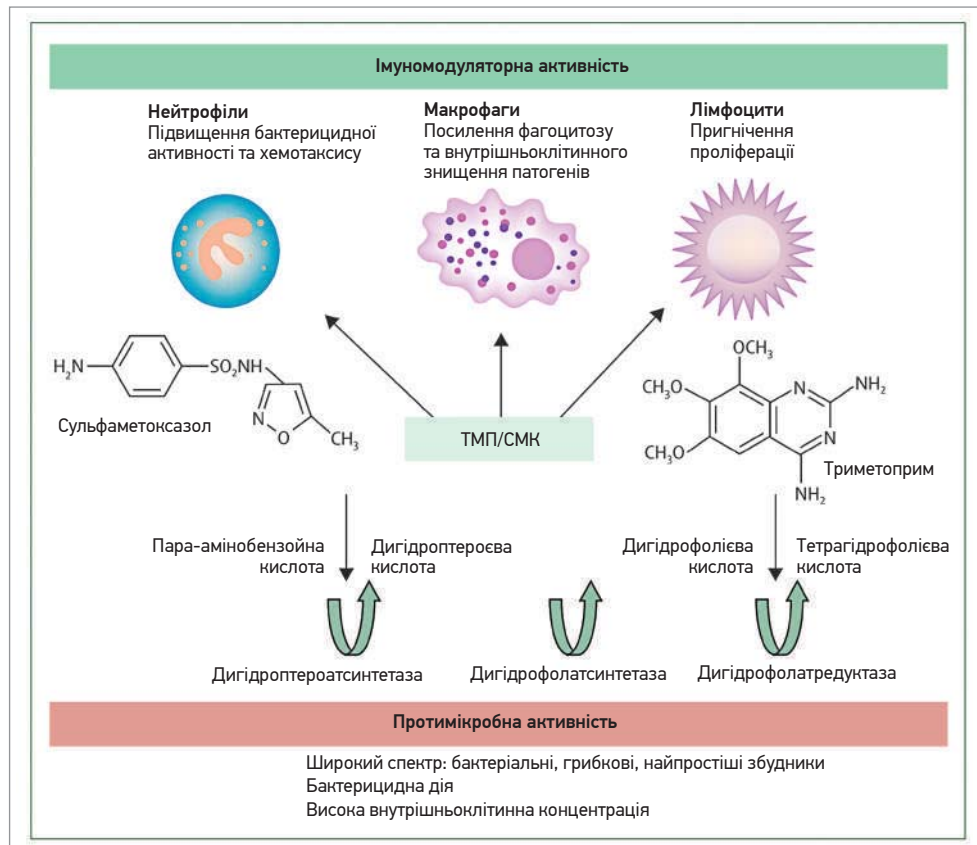 Імуномодуляторна активність
Нейтрофіли
Підвищення бактерицидної
активності та хемотаксису
Макрофаги
Посилення фагоцитозу
та внутрішньоклітинного
знищення патогенів
Лімфоцити
Пригнічення
проліферації
H₂N
SO₂NH
N
O
CH₃
Сульфаметоксазол
ТМП/СМК
OCH₃
CH₃O
CH₃O
N
NH₂
N
NH₂
Триметоприм
Пара-амінобензойна
кислота
Дигідроптероєва
кислота
Дигідрофолієва
кислота
Тетрагідрофолієва
кислота
Дигідроптероатсинтетаза
Дигідрофолатсинтетаза
Дигідрофолатредуктаза
Протимікробна активність
Широкий спектр: бактеріальні, грибкові, найпростіші збудники
Бактерицидна дія
Висока внутрішньоклітинна концентрація